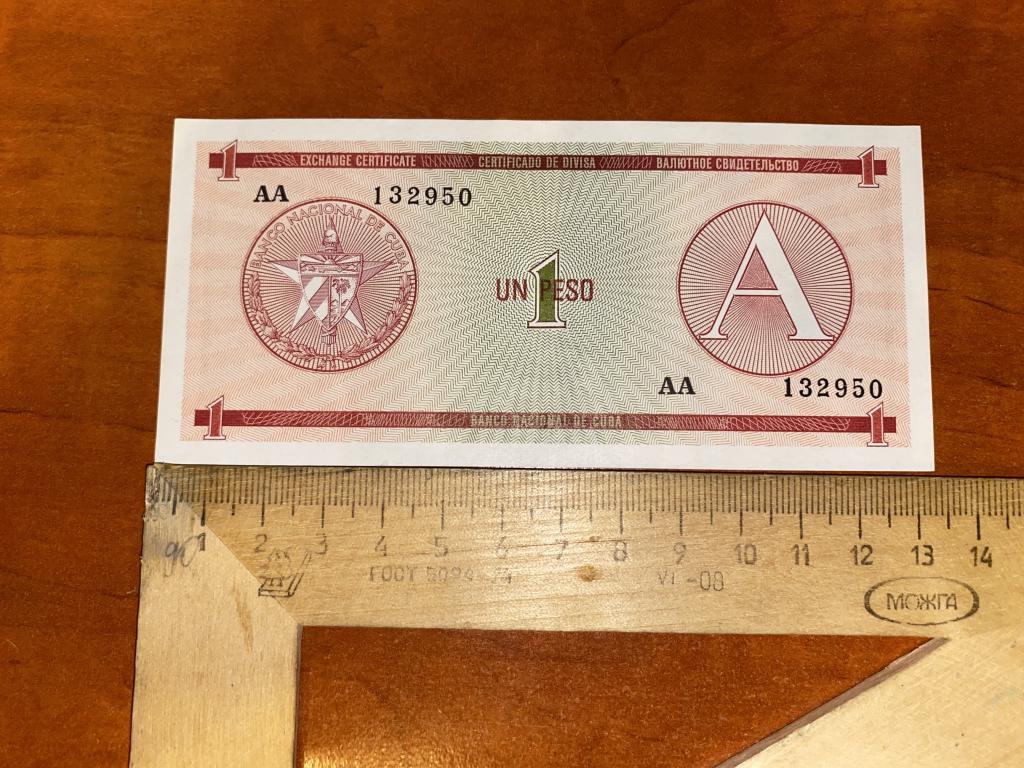 1 EXCHANGE CERTIFICATE CERTIFICADO DE DIVISA ВАЛЮТНОЕ СВИДЕТЕЛЬСТВО 1
AA 132950
BANCO NACIONAL DE CUBA
A
UN 1 PESO
AA 132950
1 BANCO NACIONAL DE CUBA 1
1 2 3 4 5 6 7 8 9 10 11 12 13 14
90
ГОСТ 5094
-08
МОЖГА